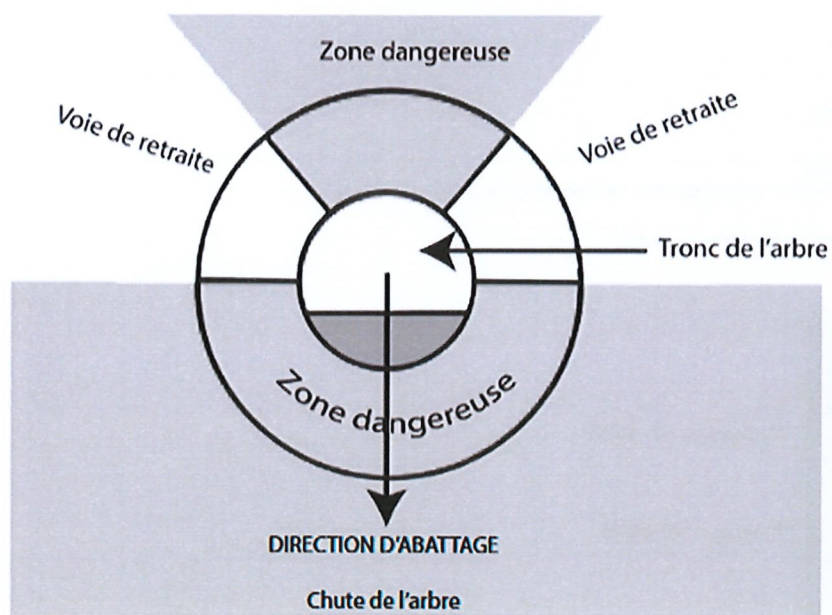 Zone dangereuse
Voie de retraite
Voie de retraite
Tronc de l'arbre
Zone dangereuse
DIRECTION D'ABATTAGE
Chute de l'arbre